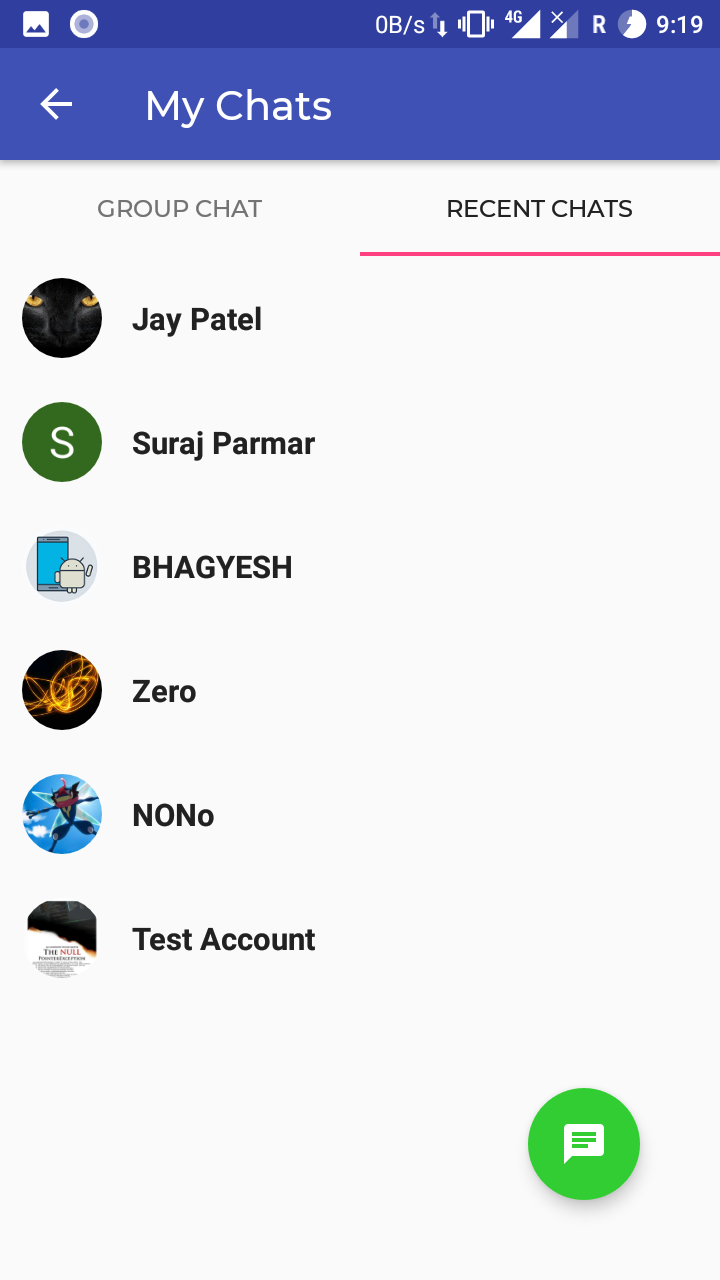 0B/s 4G R 9:19
My Chats
GROUP CHAT RECENT CHATS
Jay Patel
S Suraj Parmar
BHAGYESH
Zero
NONo
THE NULL
POINTEREXCEPTION
Test Account